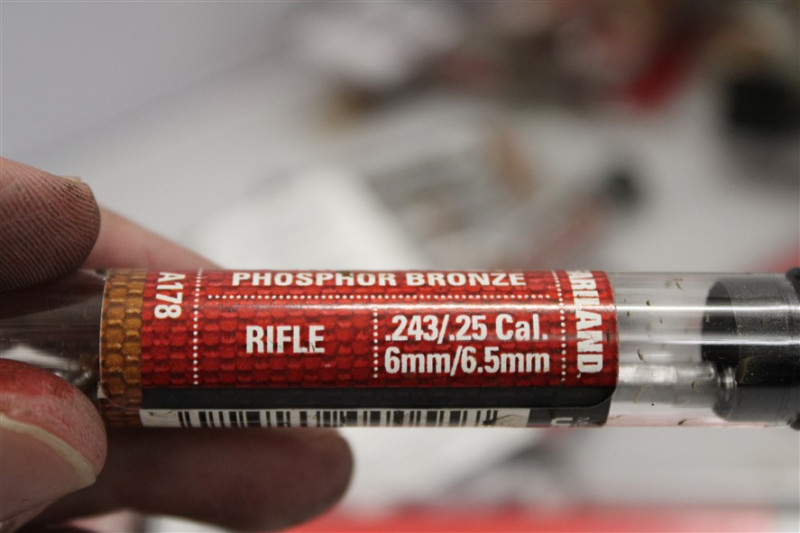 A178
PHOSPHOR BRONZE
RIFLE
.243/.25 Cal.
6mm/6.5mm